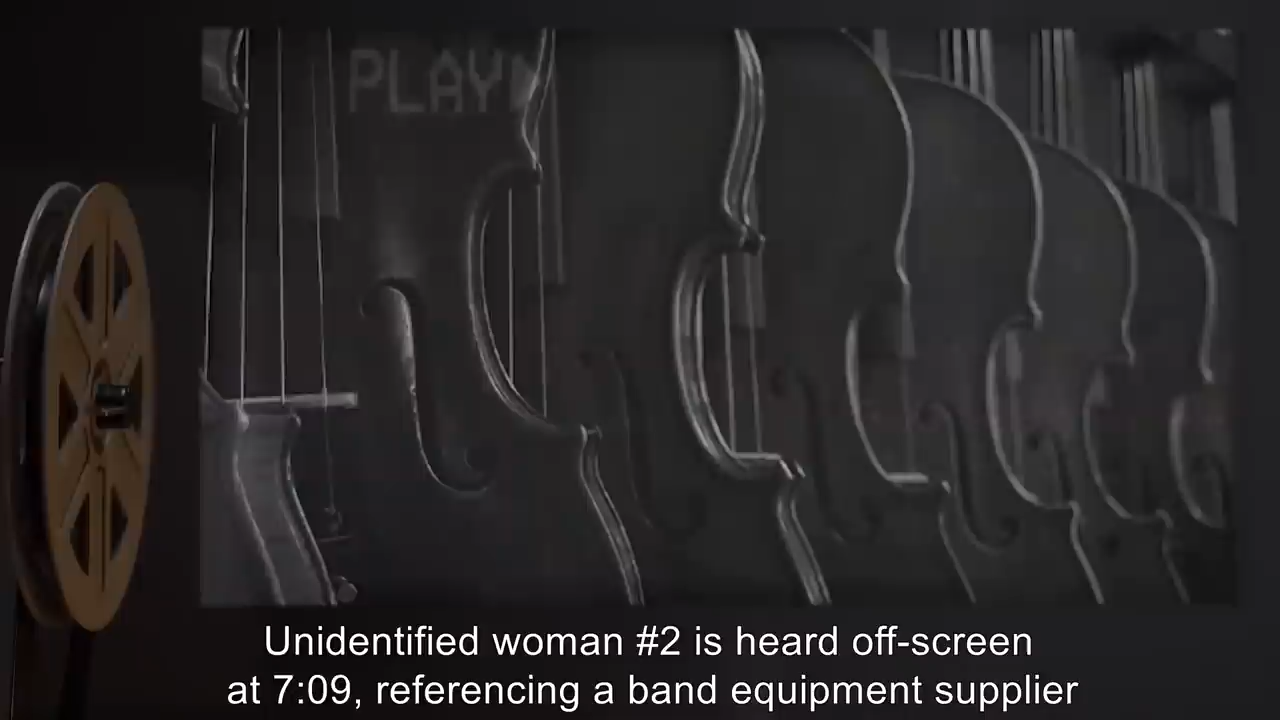 PLAY
Unidentified woman #2 is heard off-screen
at 7:09, referencing a band equipment supplier